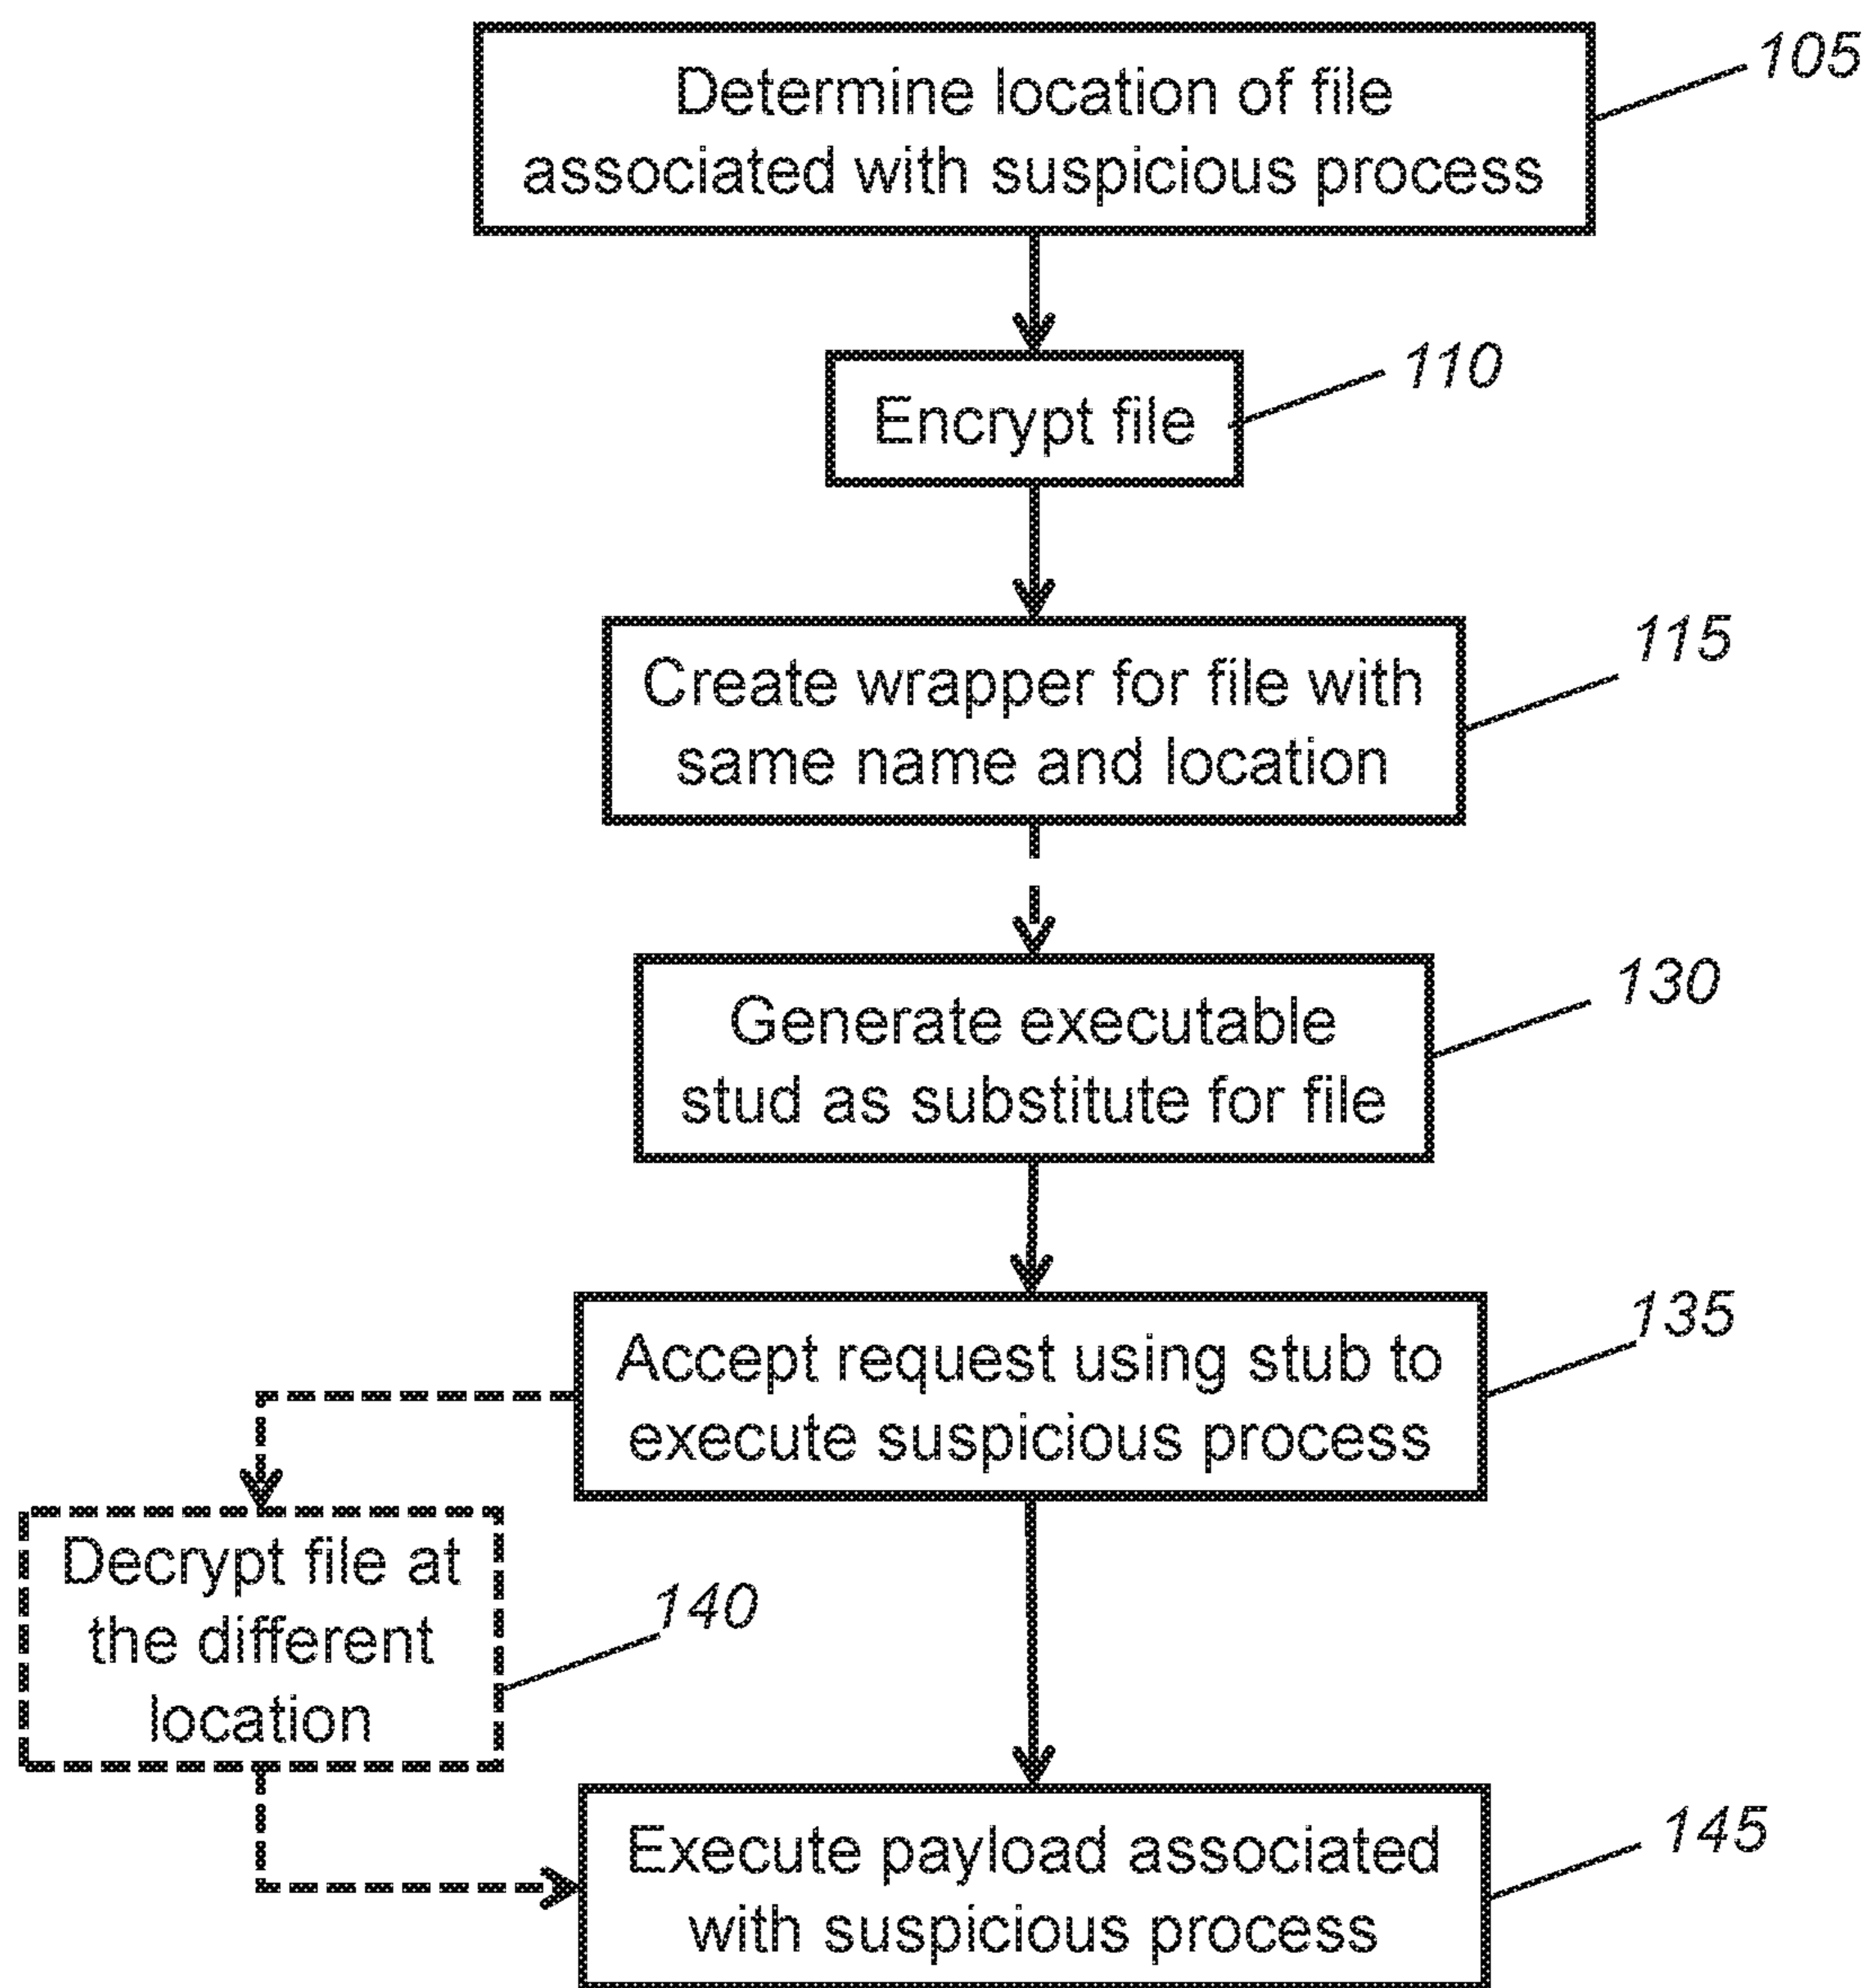 Determine location of file
associated with suspicious process
105
Encrypt file
110
Create wrapper for file with
same name and location
115
Generate executable
stud as substitute for file
130
Accept request using stub to
execute suspicious process
135
Decrypt file at
the different
location
140
Execute payload associated
with suspicious process
145